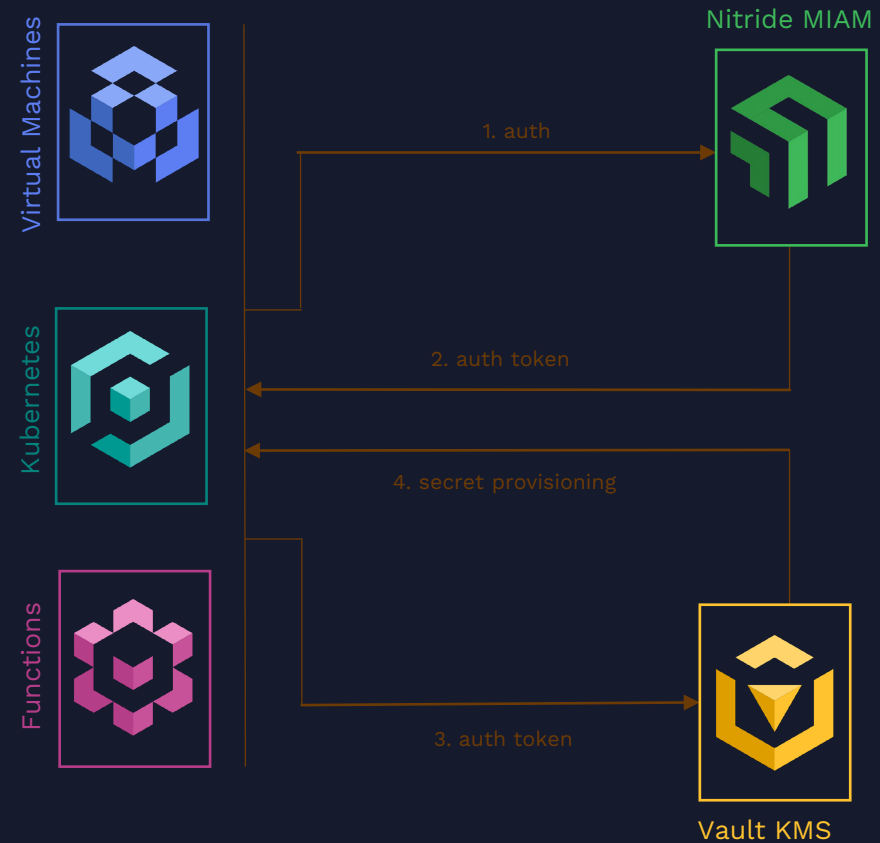 Nitride MIAM
Virtual Machines
1. auth
Kubernetes
2. auth token
4. secret provisioning
Functions
3. auth token
Vault KMS